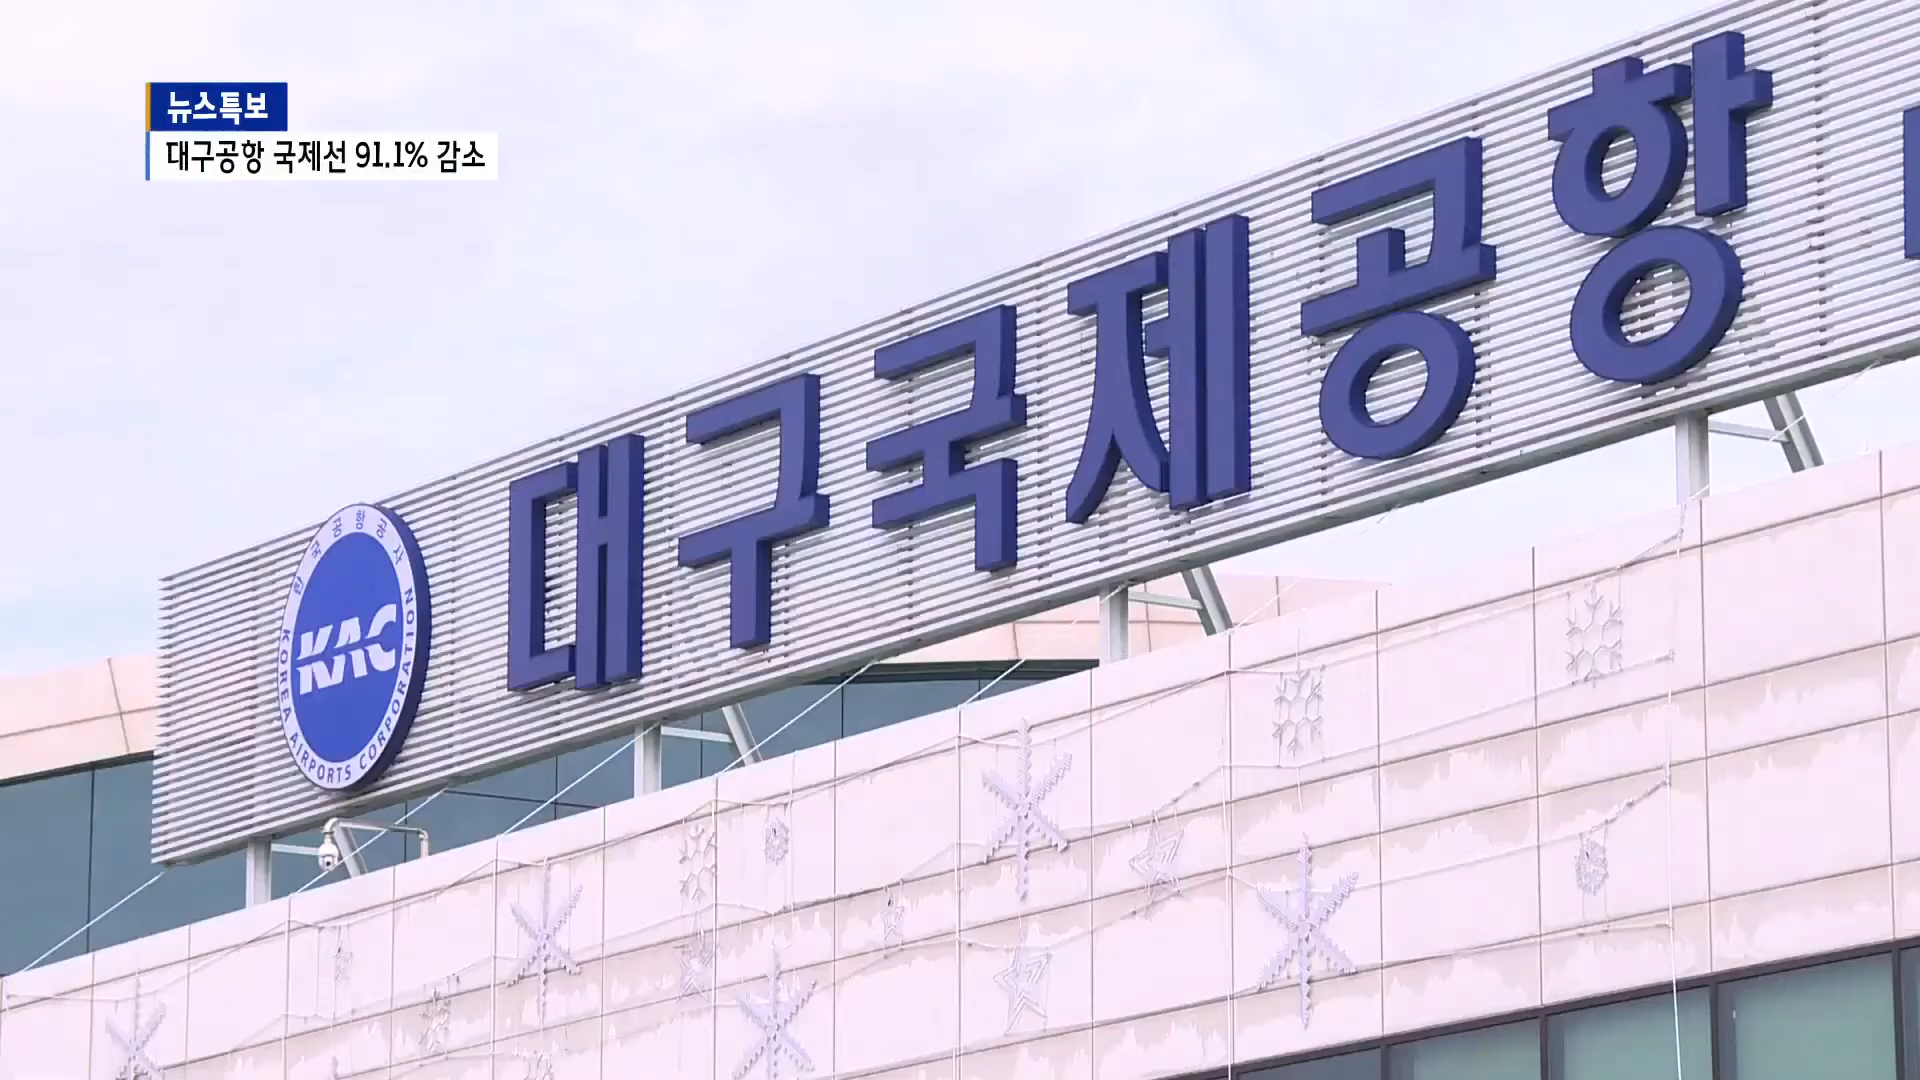 뉴스특보
대구공항 국제선 91.1% 감소
대구국제공항
한국공항공사
KAC
KOREA AIRPORTS CORPORATION